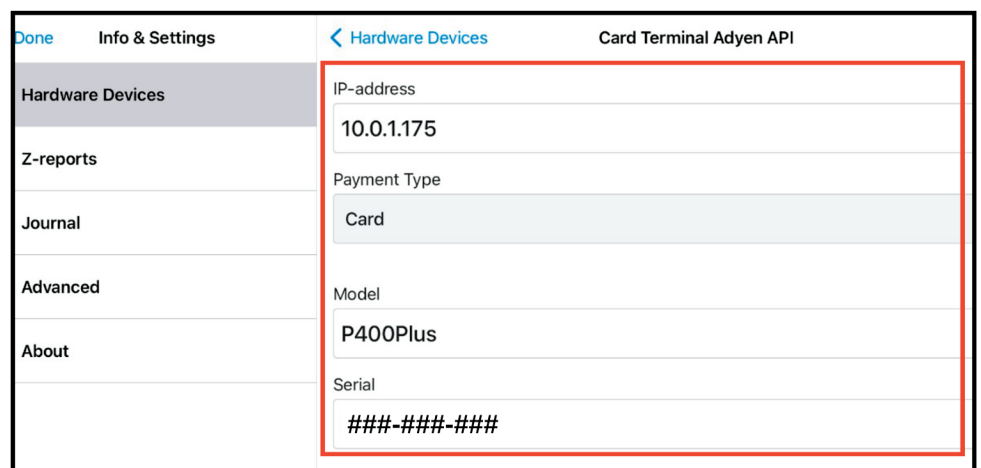 Done
Info & Settings
Hardware Devices
Z-reports
Journal
Advanced
About
Hardware Devices
Card Terminal Adyen API
IP-address
10.0.1.175
Payment Type
Card
Model
P400Plus
Serial
###-###-###